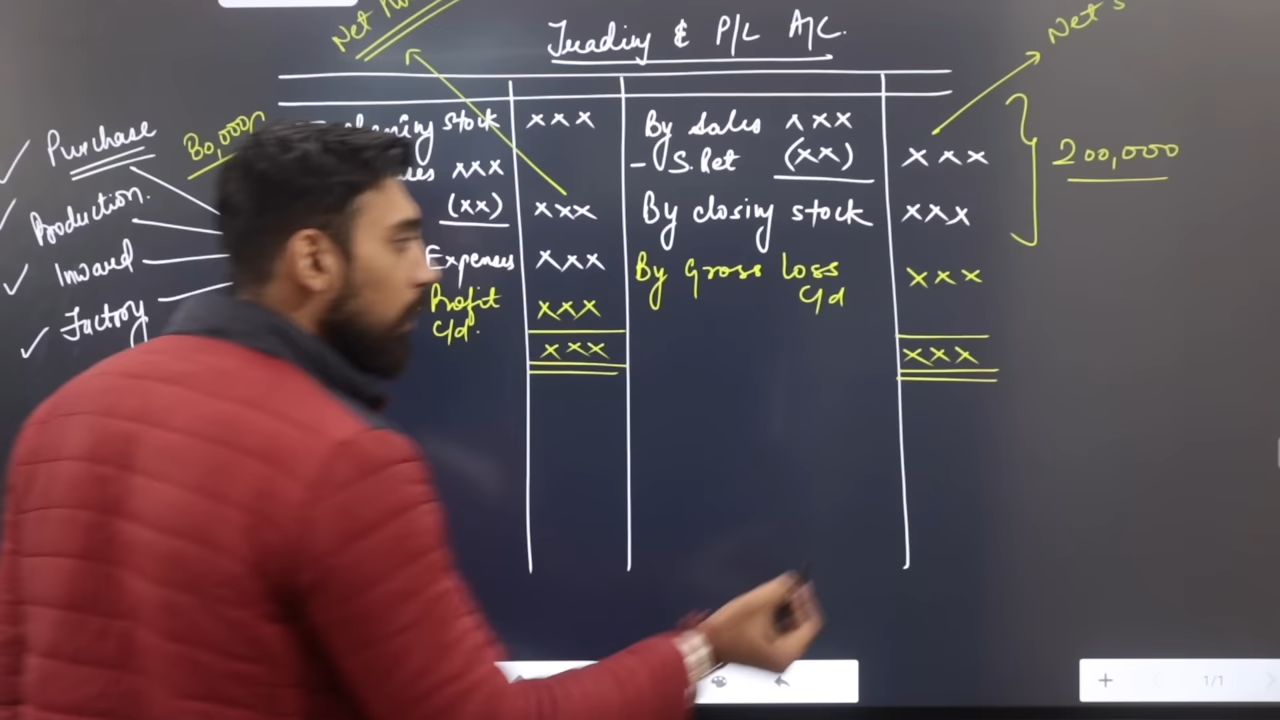 Trading & P/L A/C.
Net
Net S
Purchase
80,000
Production.
Inward
Factory
stock xxx
xxx
(xx) xxx
Expenses xxx
Profit xxx
c/d.
xxx
By Sales xxx
- S.Ret (xx) xxx
By closing stock xxx
By Gross loss xxx
c/d
xxx
200,000
1/1